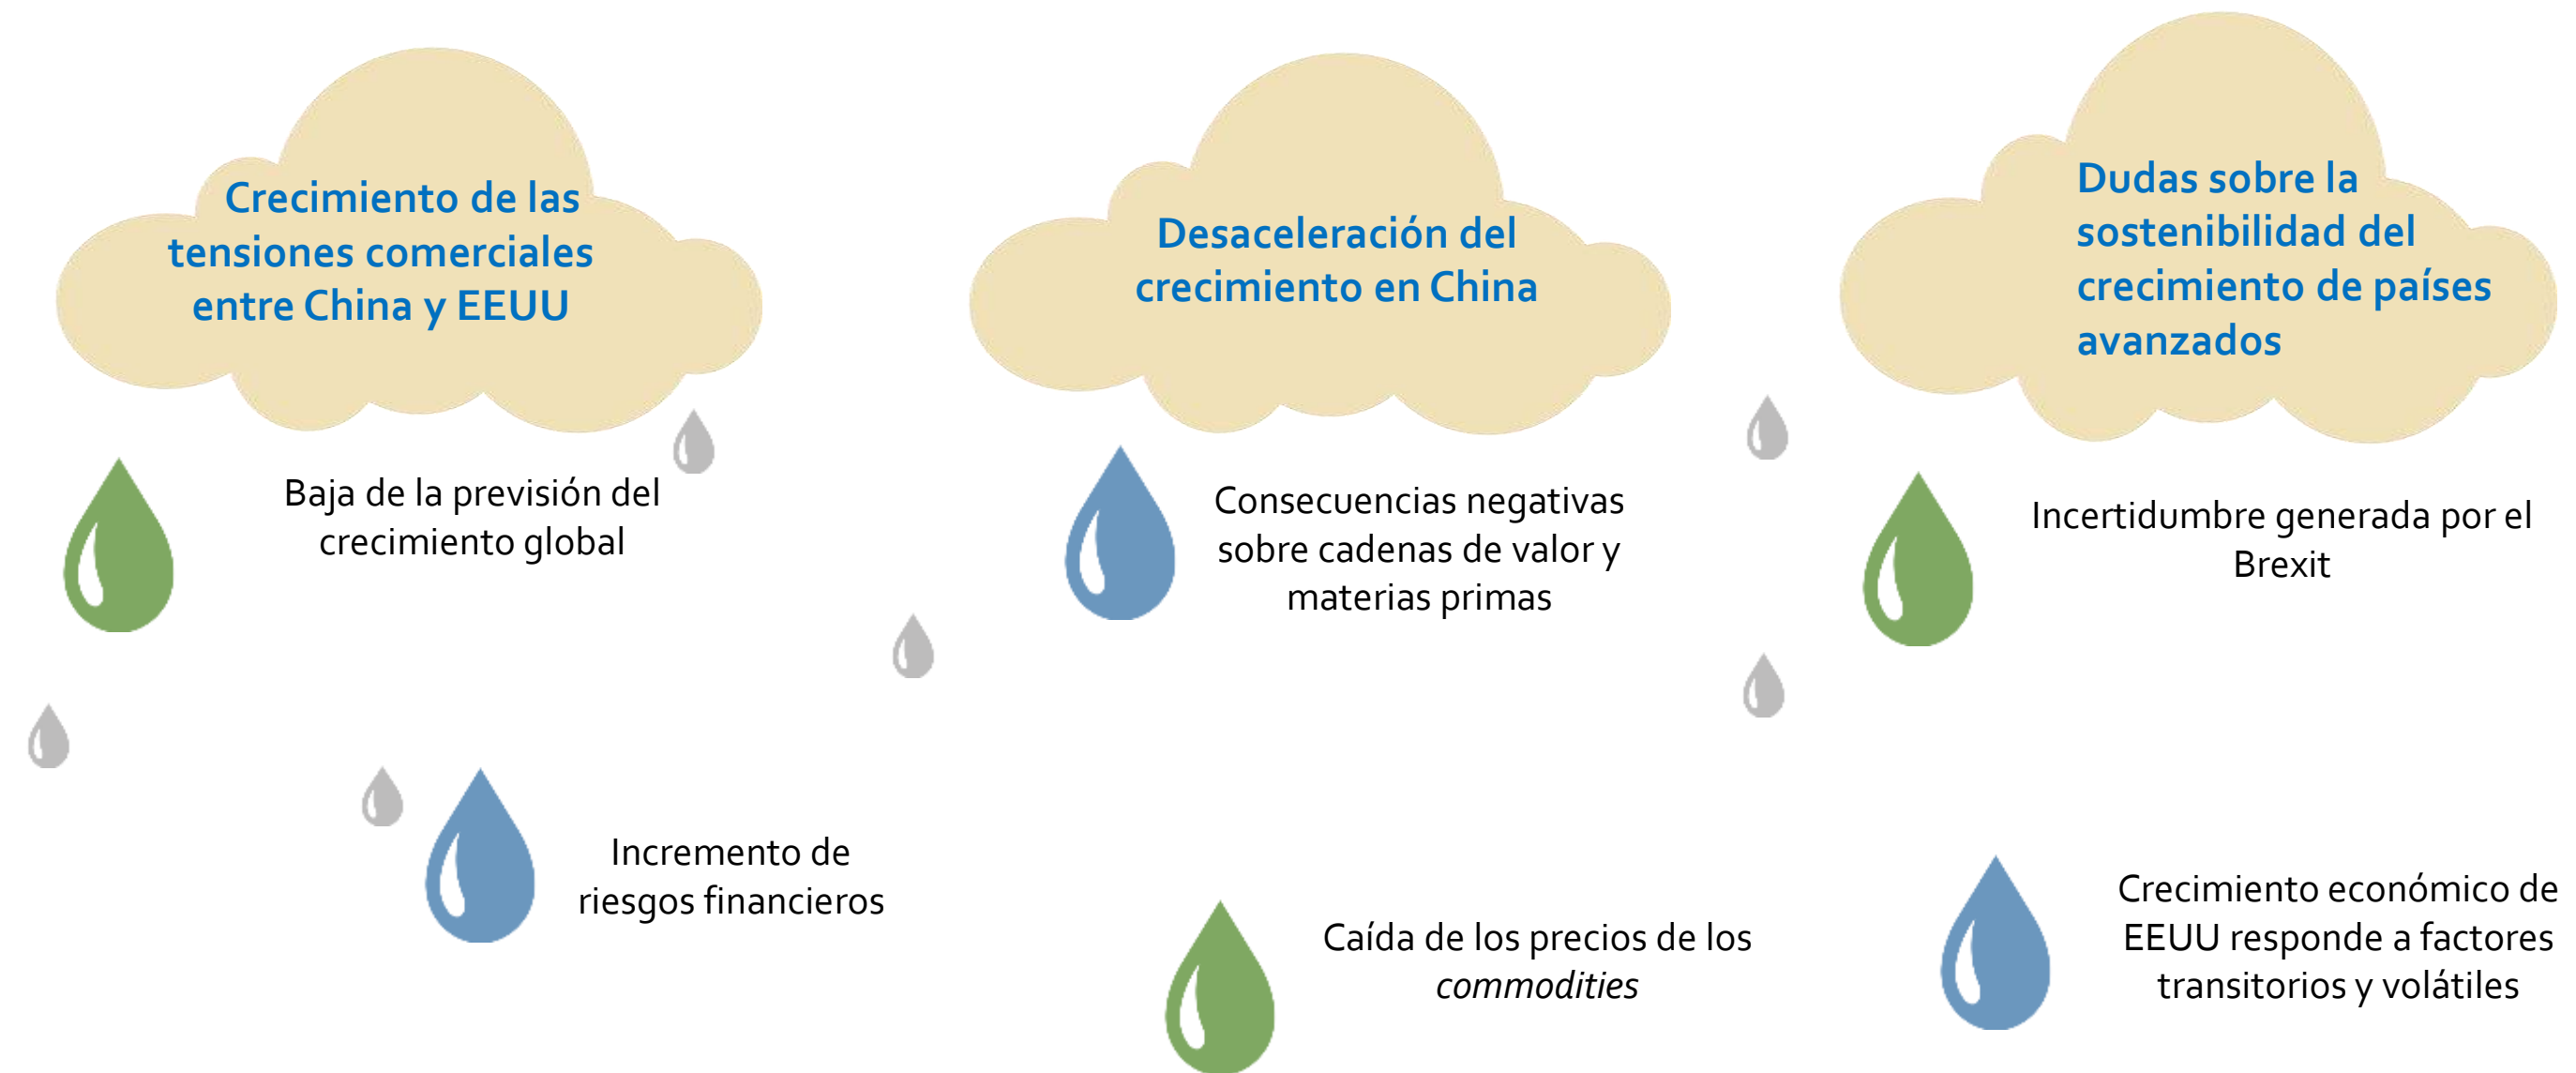 Crecimiento de las
tensiones comerciales
entre China y EEUU
Baja de la previsión del
crecimiento global
Incremento de
riesgos financieros
Desaceleración del
crecimiento en China
Consecuencias negativas
sobre cadenas de valor y
materias primas
Caída de los precios de los
commodities
Dudas sobre la
sostenibilidad del
crecimiento de países
avanzados
Incertidumbre generada por el
Brexit
Crecimiento económico de
EEUU responde a factores
transitorios y volátiles